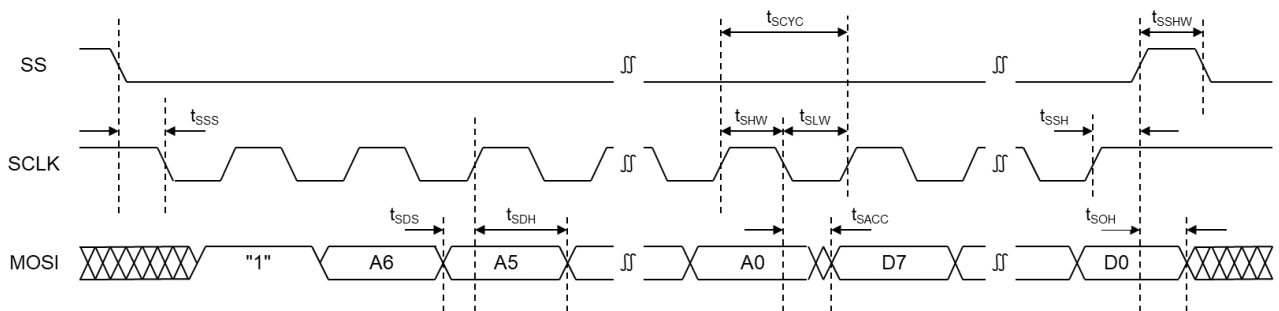 tSCYC
tSSHW
SS
∫∫
∫∫
tSSS
tSHW
tSLW
tSSH
SCLK
∫∫
∫∫
tSDS
tSDH
tSACC
tSOH
MOSI
"1"
A6
A5
∫∫
A0
D7
∫∫
D0